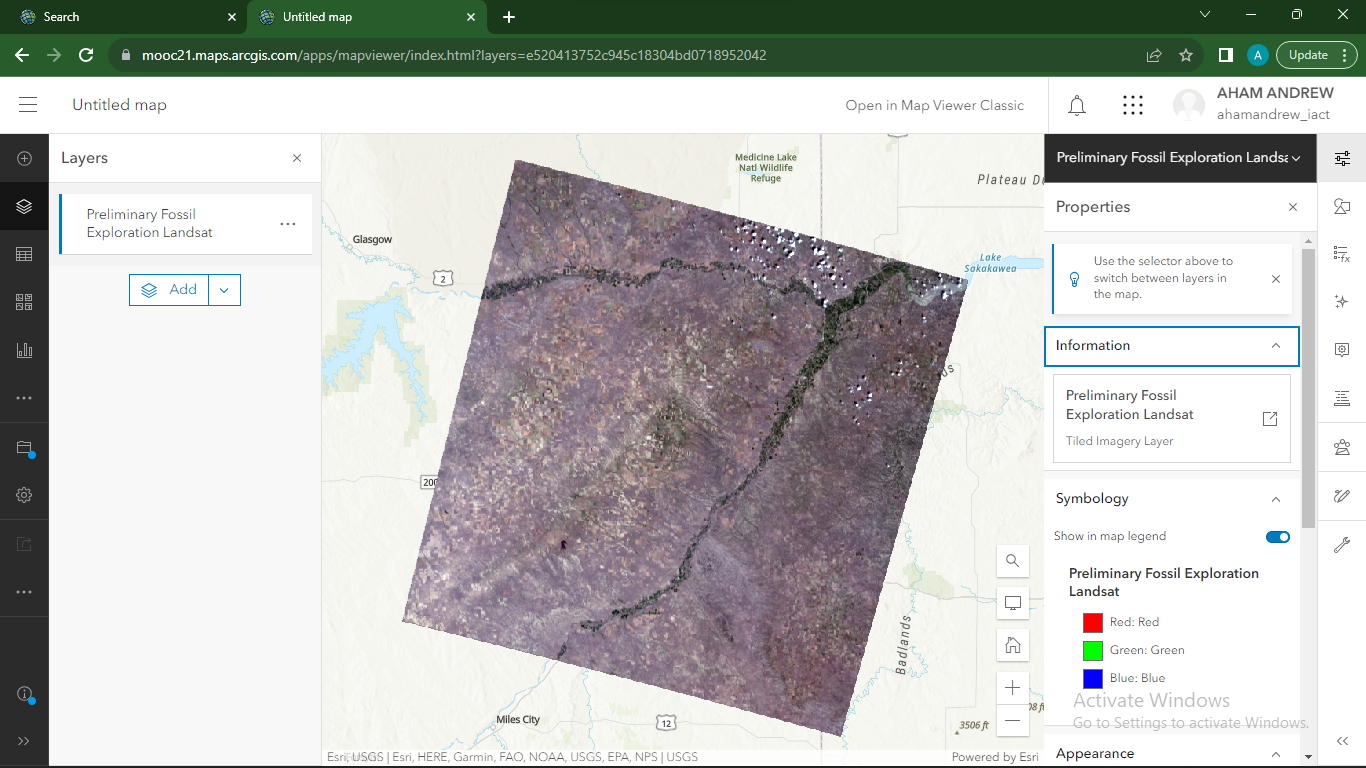 Search
Untitled map
mooc21.maps.arcgis.com/apps/mapviewer/index.html?layers=e520413752c945c18304bd0718952042
A
Update
Untitled map
Open in Map Viewer Classic
AHAM ANDREW
ahamandrew_iact
Layers
Preliminary Fossil
Exploration Landsat
Add
Medicine Lake
Natl Wildlife
Refuge
Plateau Du
Glasgow
2
Lake
Sakakawea
200
Badlands
Miles City
12
3506 ft
08 ft
Esri, USGS | Esri, HERE, Garmin, FAO, NOAA, USGS, EPA, NPS | USGS
Powered by Esri
Preliminary Fossil Exploration Landsa
Properties
Use the selector above to
switch between layers in
the map.
Information
Preliminary Fossil
Exploration Landsat
Tiled Imagery Layer
Symbology
Show in map legend
Preliminary Fossil Exploration
Landsat
Red: Red
Green: Green
Blue: Blue
Activate Windows
Go to Settings to activate Windows.
Appearance